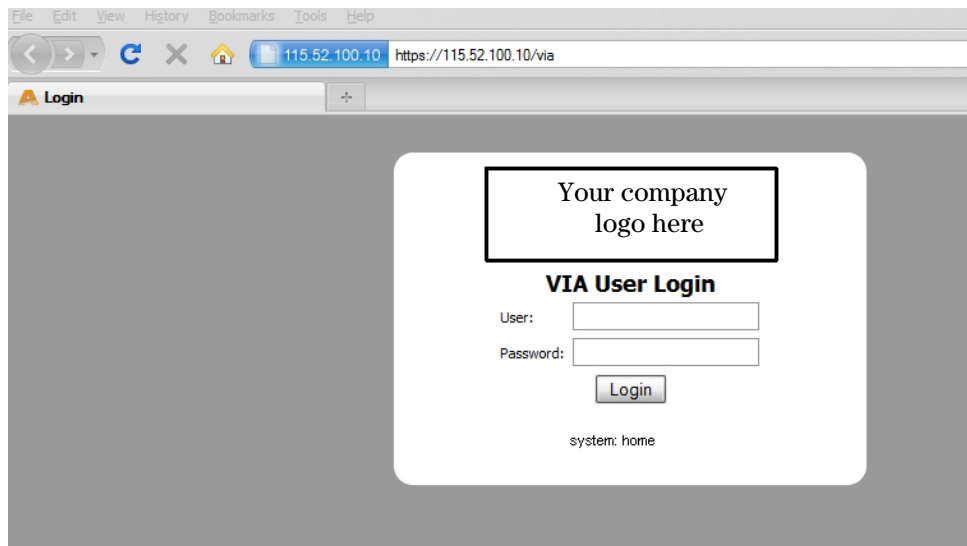 File Edit View History Bookmarks Tools Help
115.52.100.10 https://115.52.100.10/via
Login
Your company
logo here
VIA User Login
User:
Password:
Login
system: home